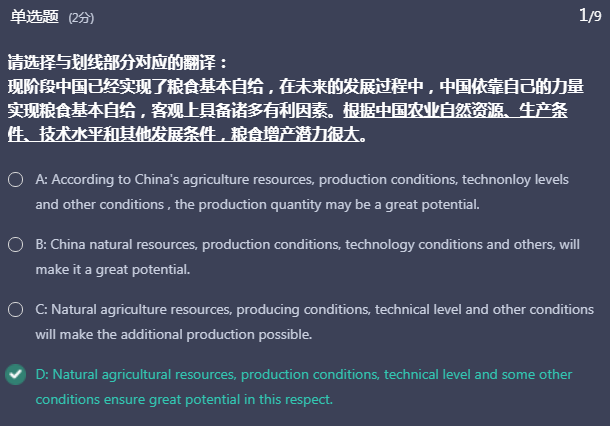 单选题 (2分) 1/9
请选择与划线部分对应的翻译：
现阶段中国已经实现了粮食基本自给，在未来的发展过程中，中国依靠自己的力量
实现粮食基本自给，客观上具备诸多有利因素。根据中国农业自然资源、生产条
件、技术水平和其他发展条件，粮食增产潜力很大。
A: According to China's agriculture resources, production conditions, technonloy levels
and other conditions , the production quantity may be a great potential.
B: China natural resources, production conditions, technology conditions and others, will
make it a great potential.
C: Natural agriculture resources, producing conditions, technical level and other conditions
will make the additional production possible.
D: Natural agricultural resources, production conditions, technical level and some other
conditions ensure great potential in this respect.